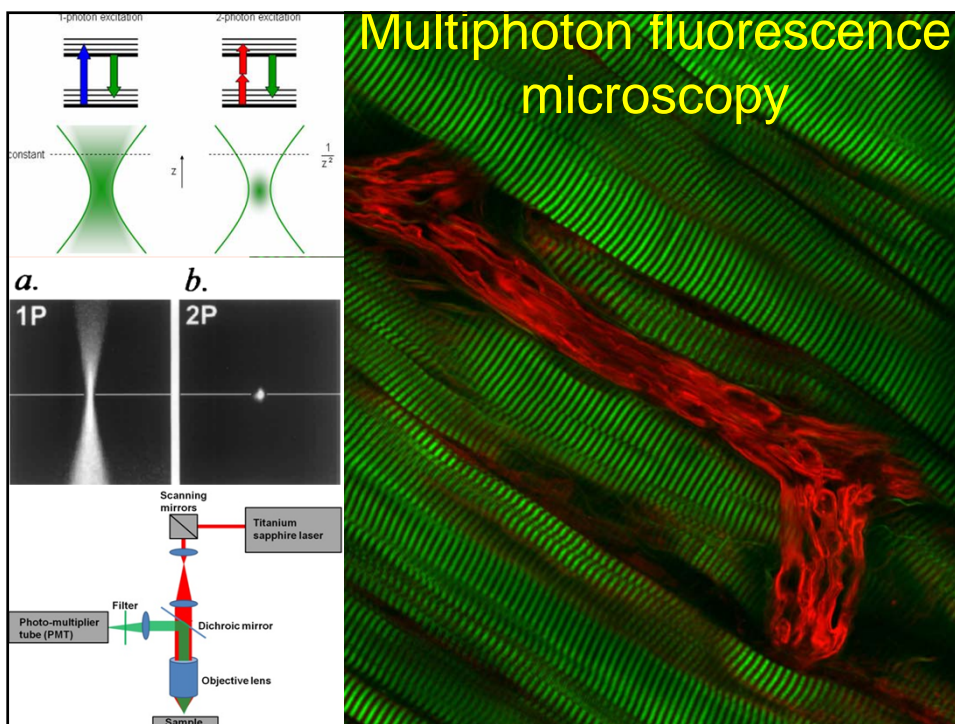 Multiphoton fluorescence
microscopy
1-photon excitation
2-photon excitation
constant
z
1
z²
a.
b.
1P
2P
Scanning
mirrors
Titanium
sapphire laser
Filter
Photo-multiplier
tube (PMT)
Dichroic mirror
Objective lens
Sample